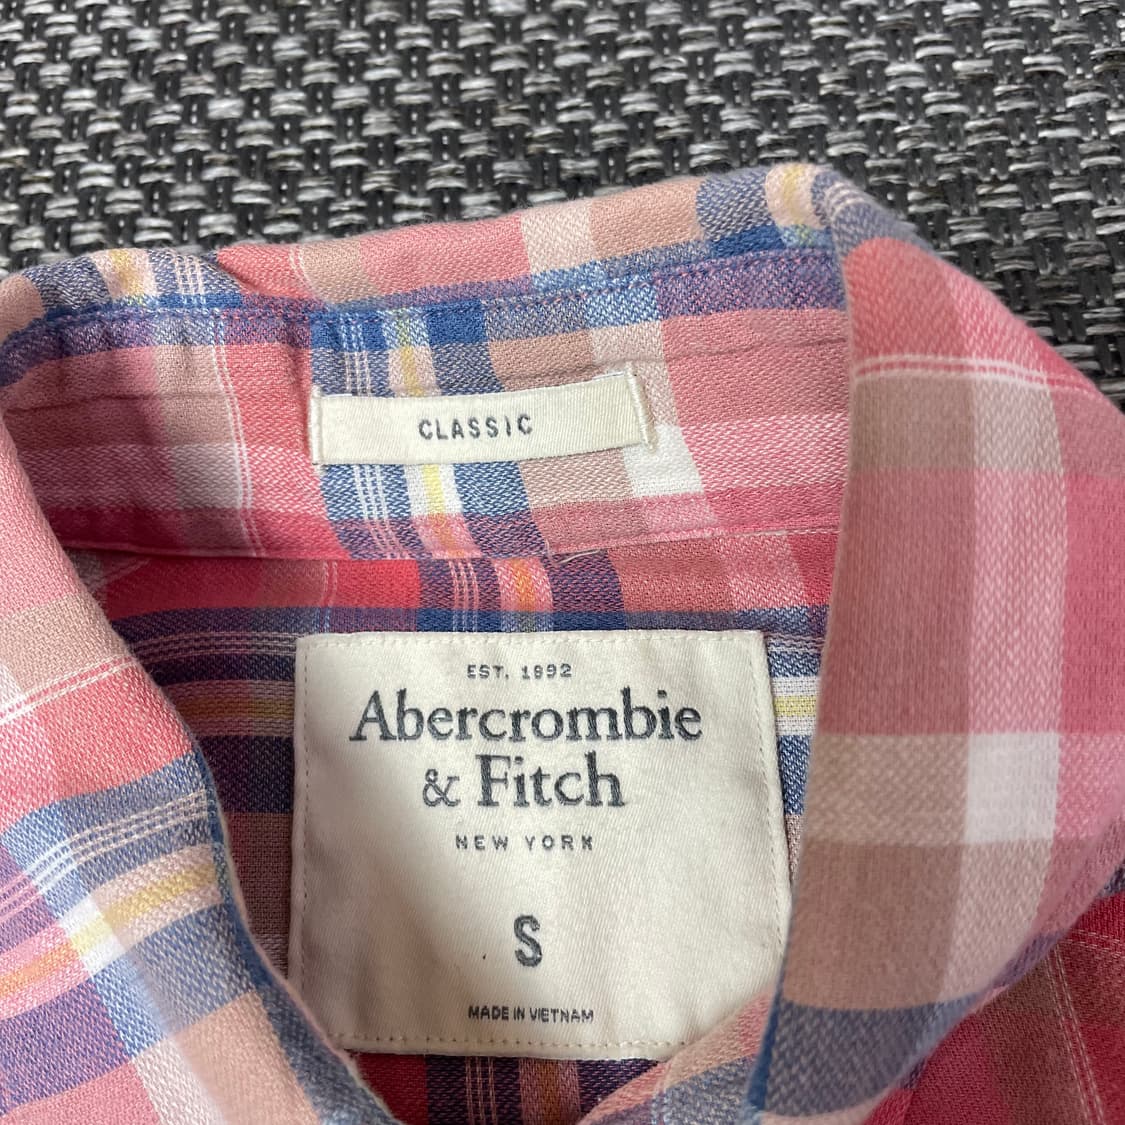 CLASSIC
EST. 1892
Abercrombie
& Fitch
NEW YORK
S
MADE IN VIETNAM